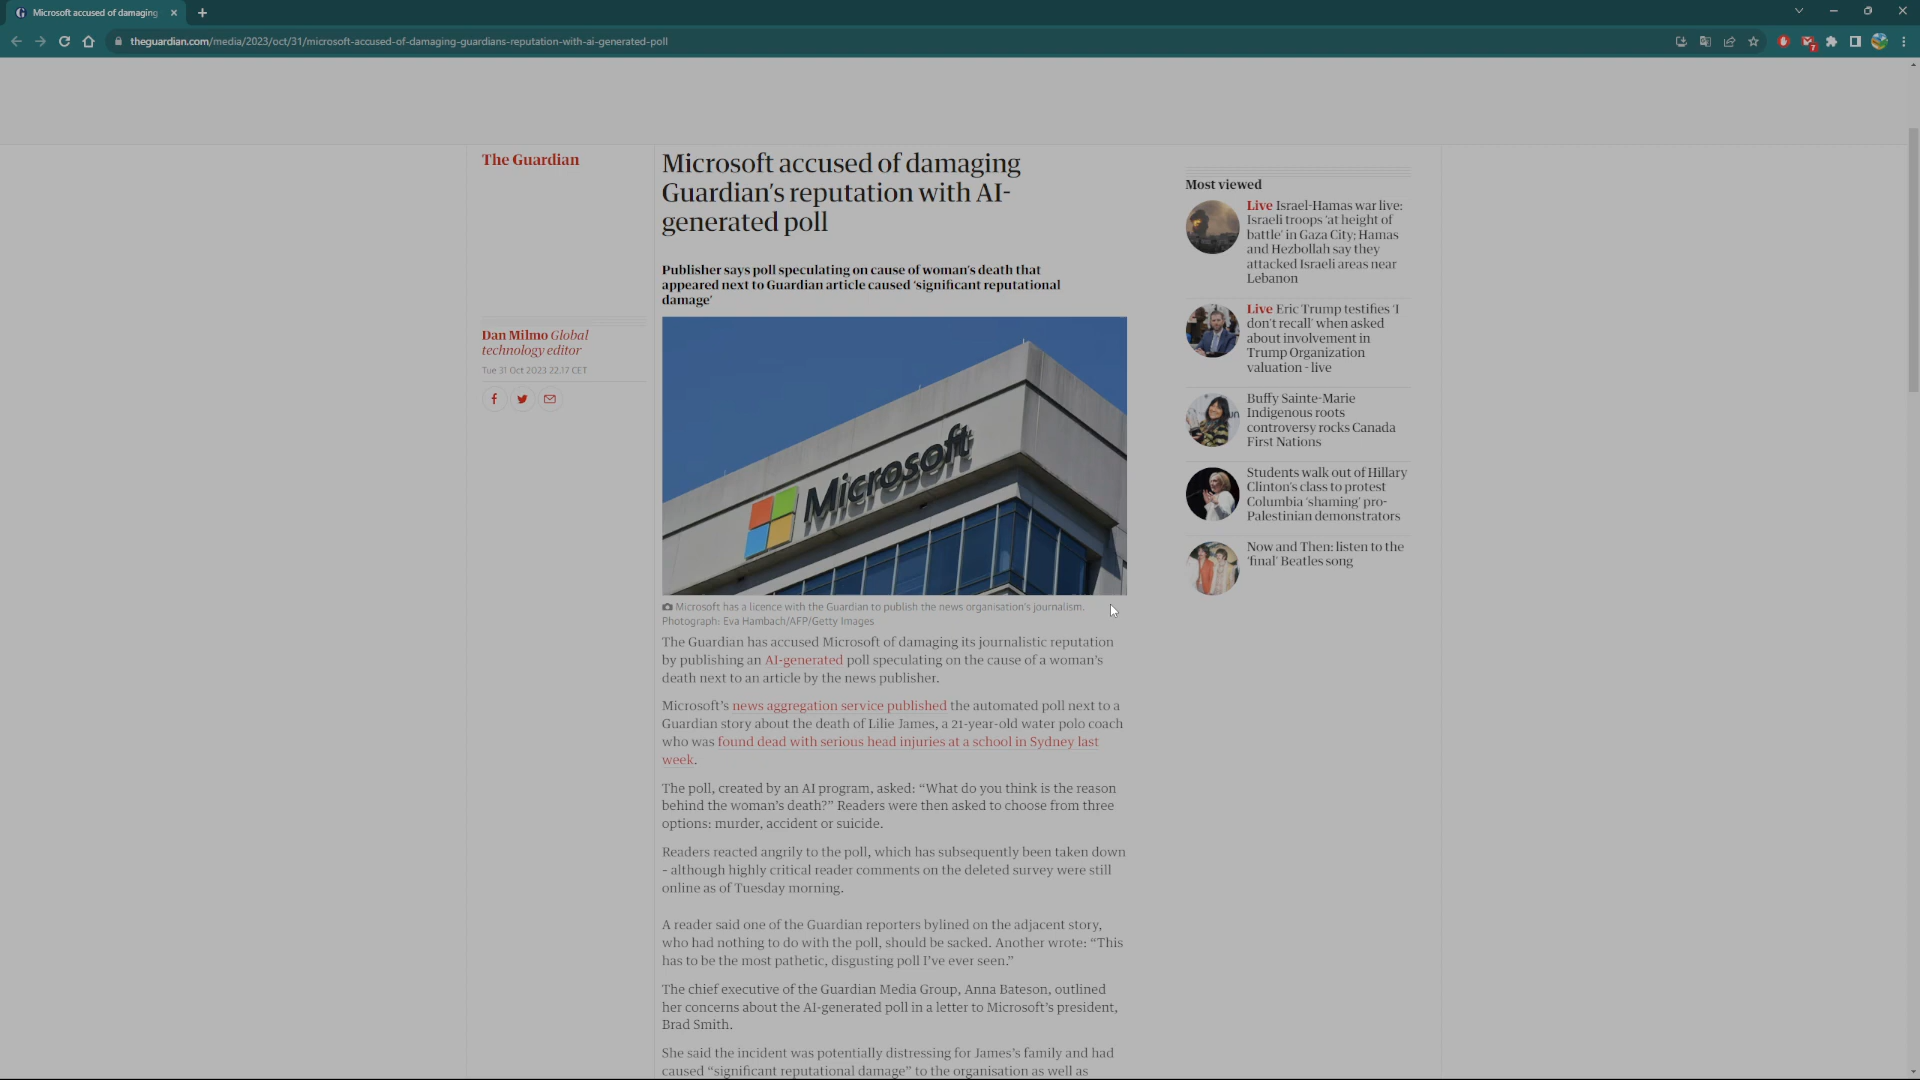 Microsoft accused of damaging
theguardian.com/media/2023/oct/31/microsoft-accused-of-damaging-guardians-reputation-with-ai-generated-poll
7
The Guardian
Microsoft accused of damaging
Guardian's reputation with AI-
generated poll
Publisher says poll speculating on cause of woman's death that
appeared next to Guardian article caused 'significant reputational
damage'
Dan Milmo Global
technology editor
Tue 31 Oct 2023 22.17 CET
Microsoft
Microsoft has a licence with the Guardian to publish the news organisation's journalism.
Photograph: Eva Hambach/AFP/Getty Images
The Guardian has accused Microsoft of damaging its journalistic reputation
by publishing an AI-generated poll speculating on the cause of a woman's
death next to an article by the news publisher.
Microsoft's news aggregation service published the automated poll next to a
Guardian story about the death of Lilie James, a 21-year-old water polo coach
who was found dead with serious head injuries at a school in Sydney last
week.
The poll, created by an AI program, asked: “What do you think is the reason
behind the woman's death?” Readers were then asked to choose from three
options: murder, accident or suicide.
Readers reacted angrily to the poll, which has subsequently been taken down
– although highly critical reader comments on the deleted survey were still
online as of Tuesday morning.
A reader said one of the Guardian reporters bylined on the adjacent story,
who had nothing to do with the poll, should be sacked. Another wrote: “This
has to be the most pathetic, disgusting poll I've ever seen.”
The chief executive of the Guardian Media Group, Anna Bateson, outlined
her concerns about the AI-generated poll in a letter to Microsoft's president,
Brad Smith.
She said the incident was potentially distressing for James's family and had
caused “significant reputational damage” to the organisation as well as
Most viewed
Live Israel-Hamas war live:
Israeli troops 'at height of
battle' in Gaza City; Hamas
and Hezbollah say they
attacked Israeli areas near
Lebanon
Live Eric Trump testifies 'I
don't recall' when asked
about involvement in
Trump Organization
valuation - live
Buffy Sainte-Marie
Indigenous roots
controversy rocks Canada
First Nations
Students walk out of Hillary
Clinton's class to protest
Columbia 'shaming' pro-
Palestinian demonstrators
Now and Then: listen to the
'final' Beatles song